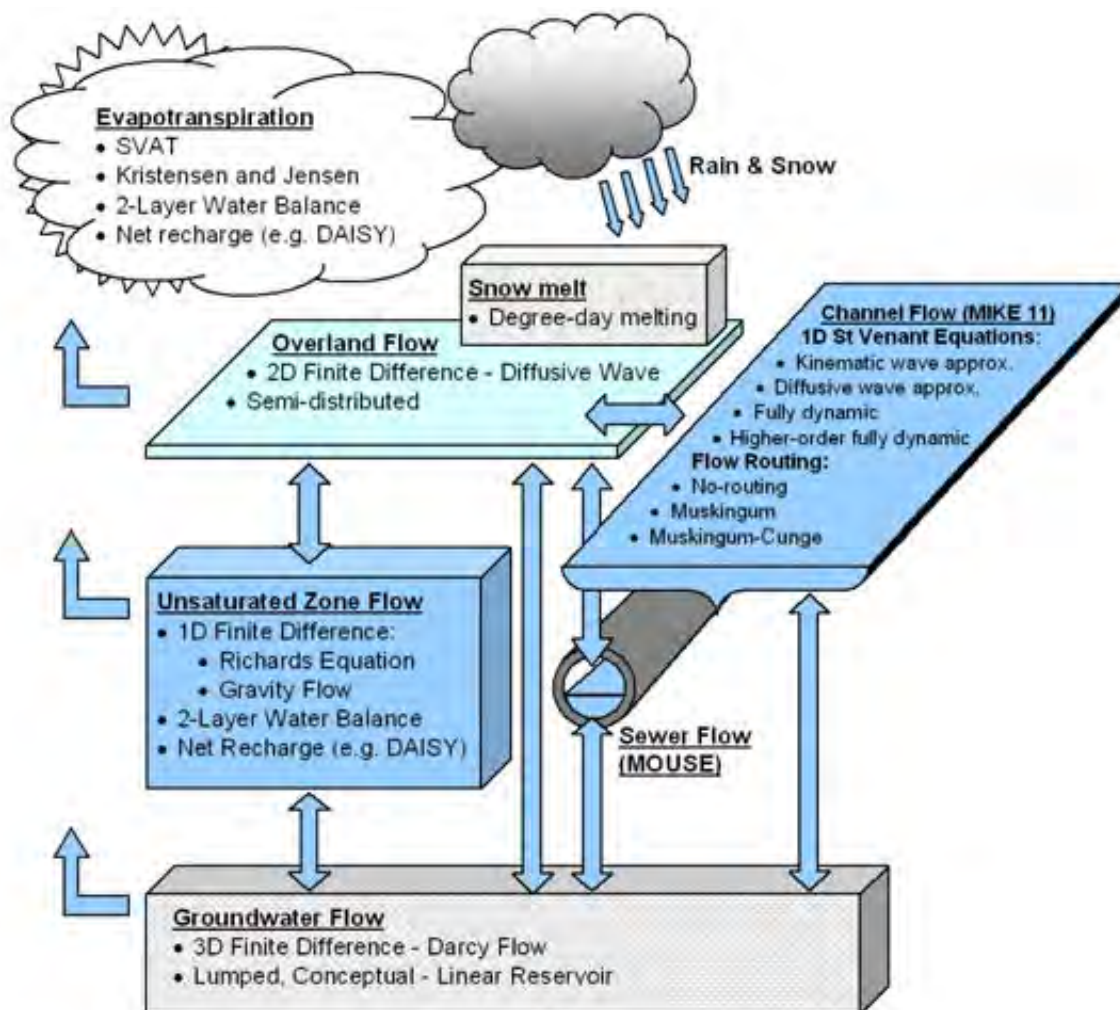 Evapotranspiration
• SVAT
• Kristensen and Jensen
• 2-Layer Water Balance
• Net recharge (e.g. DAISY)
Rain & Snow
Snow melt
• Degree-day melting
Overland Flow
• 2D Finite Difference - Diffusive Wave
• Semi-distributed
Channel Flow (MIKE 11)
1D St Venant Equations:
• Kinematic wave approx.
• Diffusive wave approx.
• Fully dynamic
• Higher-order fully dynamic
Flow Routing:
• No-routing
• Muskingum
• Muskingum-Cunge
Unsaturated Zone Flow
• 1D Finite Difference:
• Richards Equation
• Gravity Flow
• 2-Layer Water Balance
• Net Recharge (e.g. DAISY)
Sewer Flow
(MOUSE)
Groundwater Flow
• 3D Finite Difference - Darcy Flow
• Lumped, Conceptual - Linear Reservoir